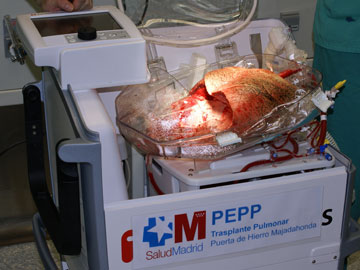 PEPP
Trasplante Pulmonar
Puerta de Hierro Majadahonda
M
SaludMadrid
S